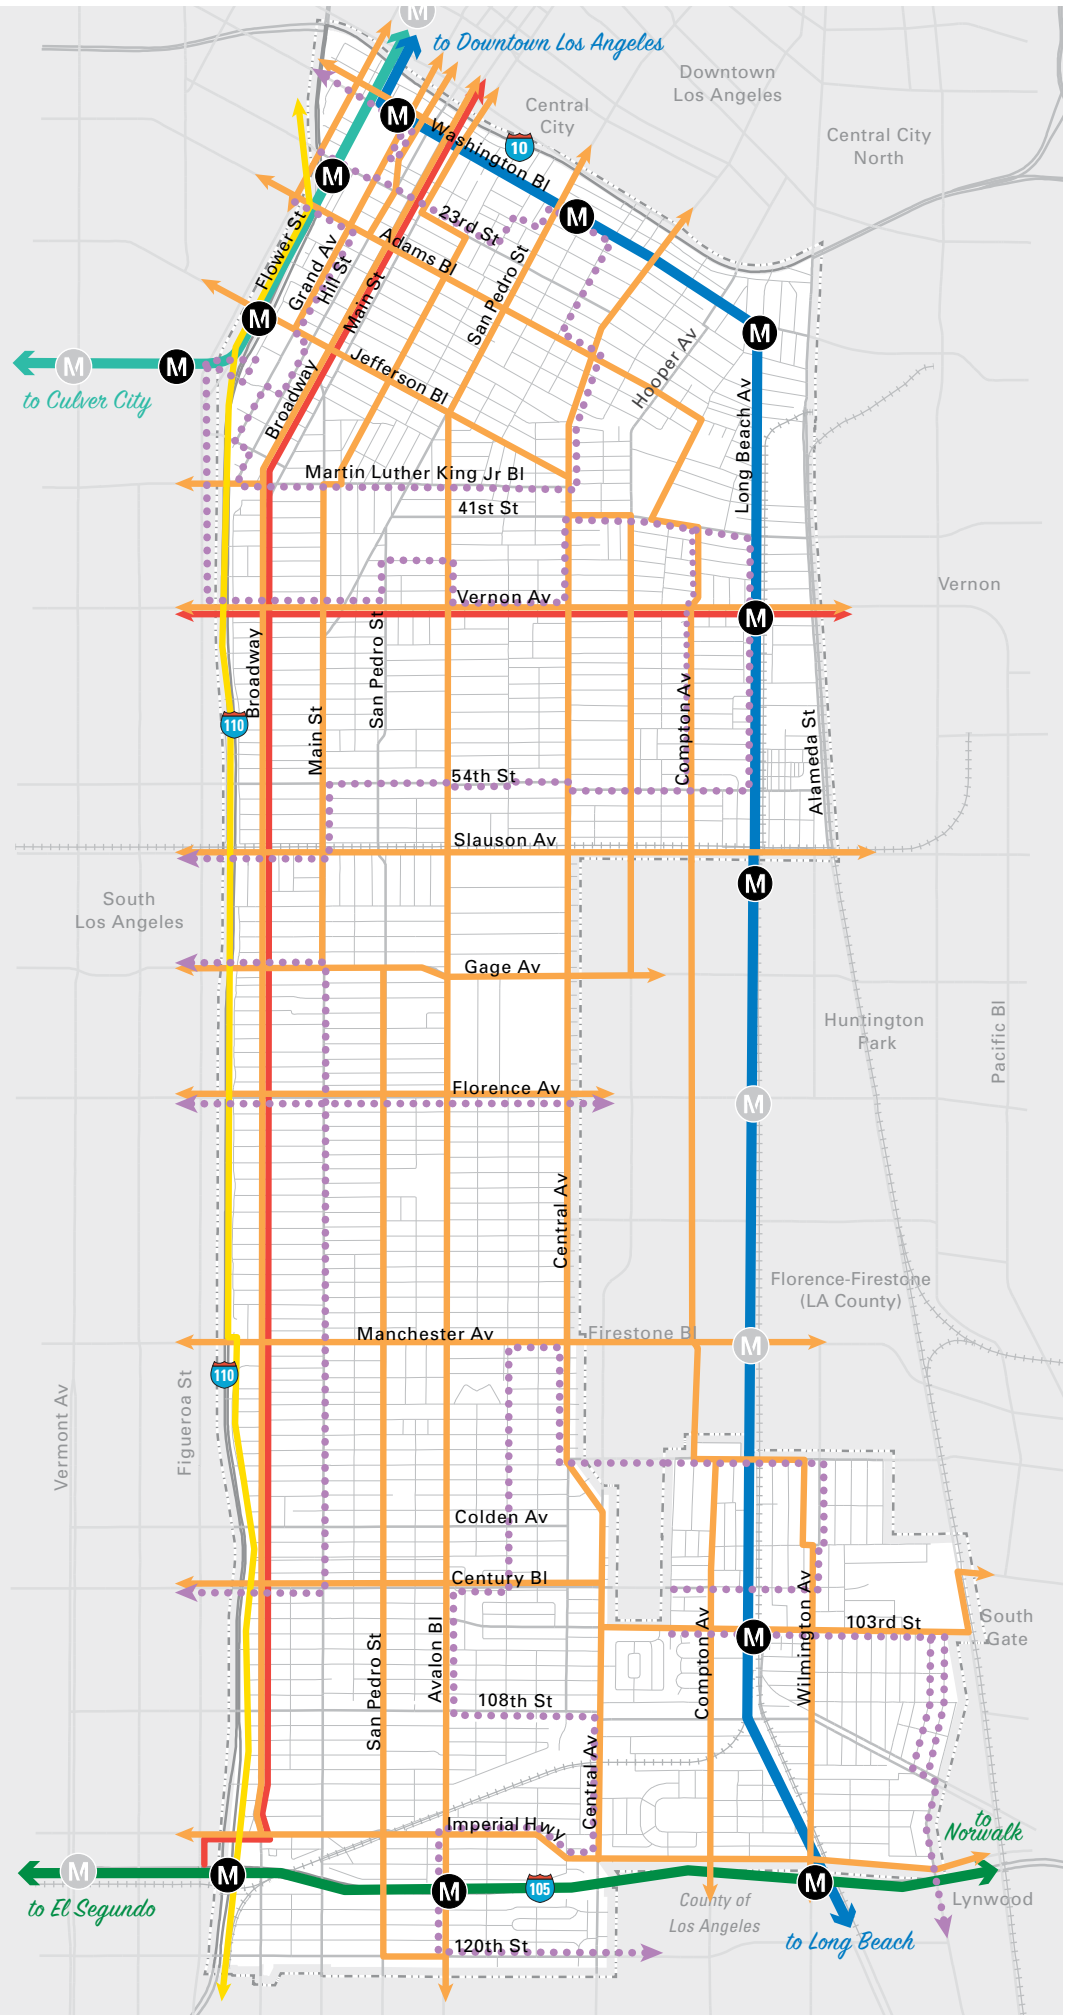 M
to Downtown Los Angeles
Downtown
Los Angeles
Central
City
Central City
North
M
Washington Bl
10
M
M
23rd St
Adams Bl
Flower St
Grand Av
Hill St
Main St
San Pedro St
M
M
Hooper Av
M
M
to Culver City
Jefferson Bl
Broadway
Long Beach Av
Martin Luther King Jr Bl
41st St
Vernon
Vernon Av
M
Broadway
San Pedro St
110
Main St
Compton Av
Alameda St
54th St
Slauson Av
M
South
Los Angeles
Gage Av
Huntington
Park
Pacific Bl
Florence Av
M
Central Av
Florence-Firestone
(LA County)
Manchester Av
Firestone Bl
M
110
Vermont Av
Figueroa St
Colden Av
Century Bl
Wilmington Av
Compton Av
103rd St
South
Gate
M
San Pedro St
Avalon Bl
108th St
Central Av
Imperial Hwy
to
Norwalk
M
M
M
105
M
to El Segundo
County of
Los Angeles
Lynwood
to Long Beach
120th St